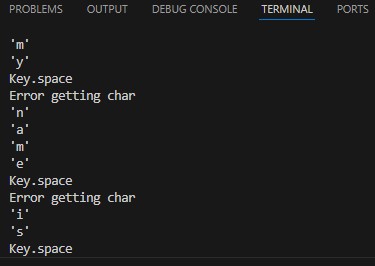 PROBLEMS OUTPUT DEBUG CONSOLE TERMINAL PORTS
'm'
'y'
Key.space
Error getting char
'n'
'a'
'm'
'e'
Key.space
Error getting char
'i'
's'
Key.space